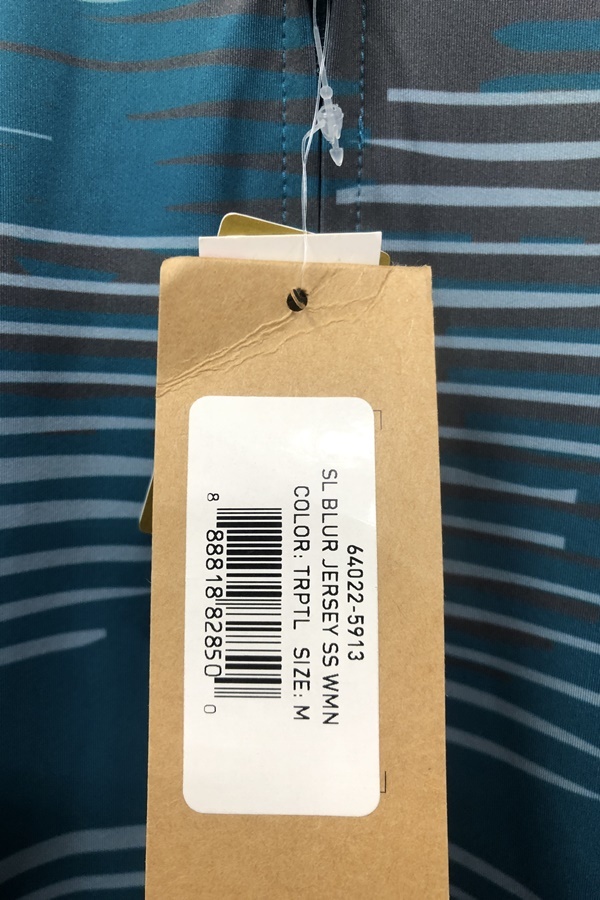 64022-5913
SL BLUR JERSEY SS WMN
COLOR: TRPTL SIZE: M
8 88818 82850 0